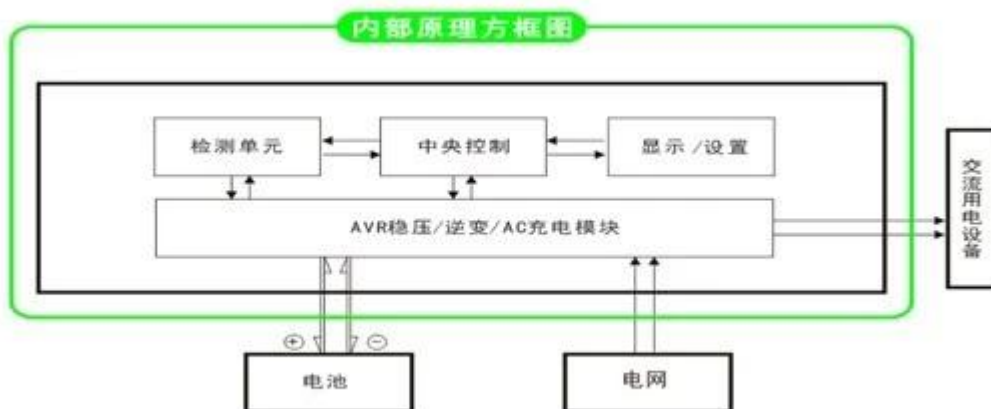 内部原理方框图
检测单元
中央控制
显示/设置
AVR稳压/逆变/AC充电模块
交流用电设备
⊕
⊖
电池
电网